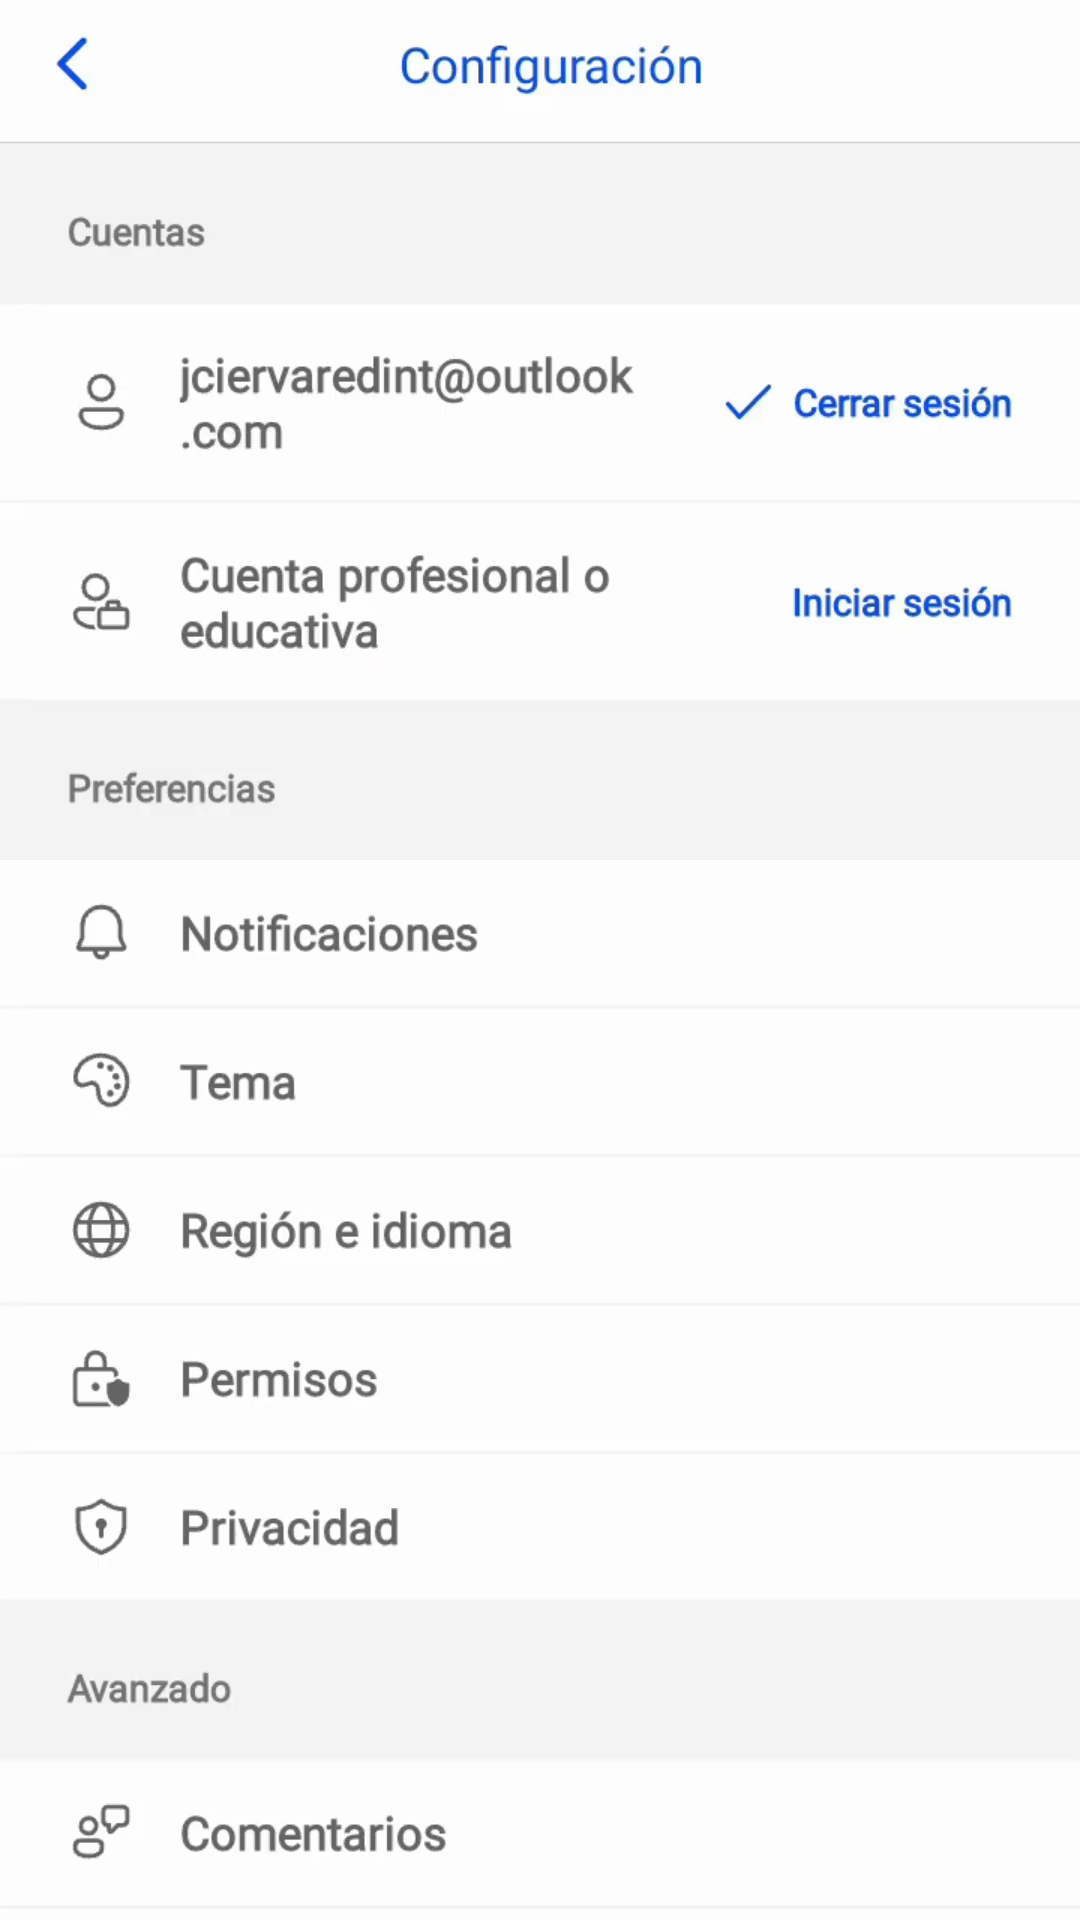 Configuración
Cuentas
jciervaredint@outlook
.com
Cerrar sesión
Cuenta profesional o
educativa
Iniciar sesión
Preferencias
Notificaciones
Tema
Región e idioma
Permisos
Privacidad
Avanzado
Comentarios